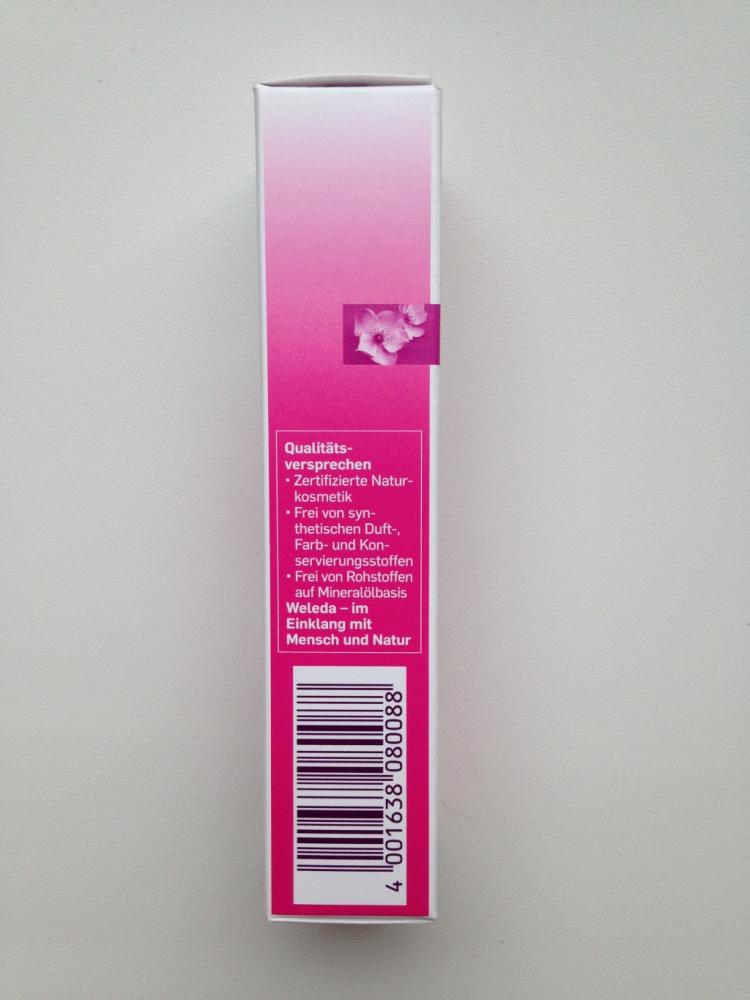 Qualitäts-
versprechen
• Zertifizierte Natur-
kosmetik
• Frei von syn-
thetischen Duft-,
Farb- und Kon-
servierungsstoffen
• Frei von Rohstoffen
auf Mineralölbasis
Weleda – im
Einklang mit
Mensch und Natur
4 001638 080088